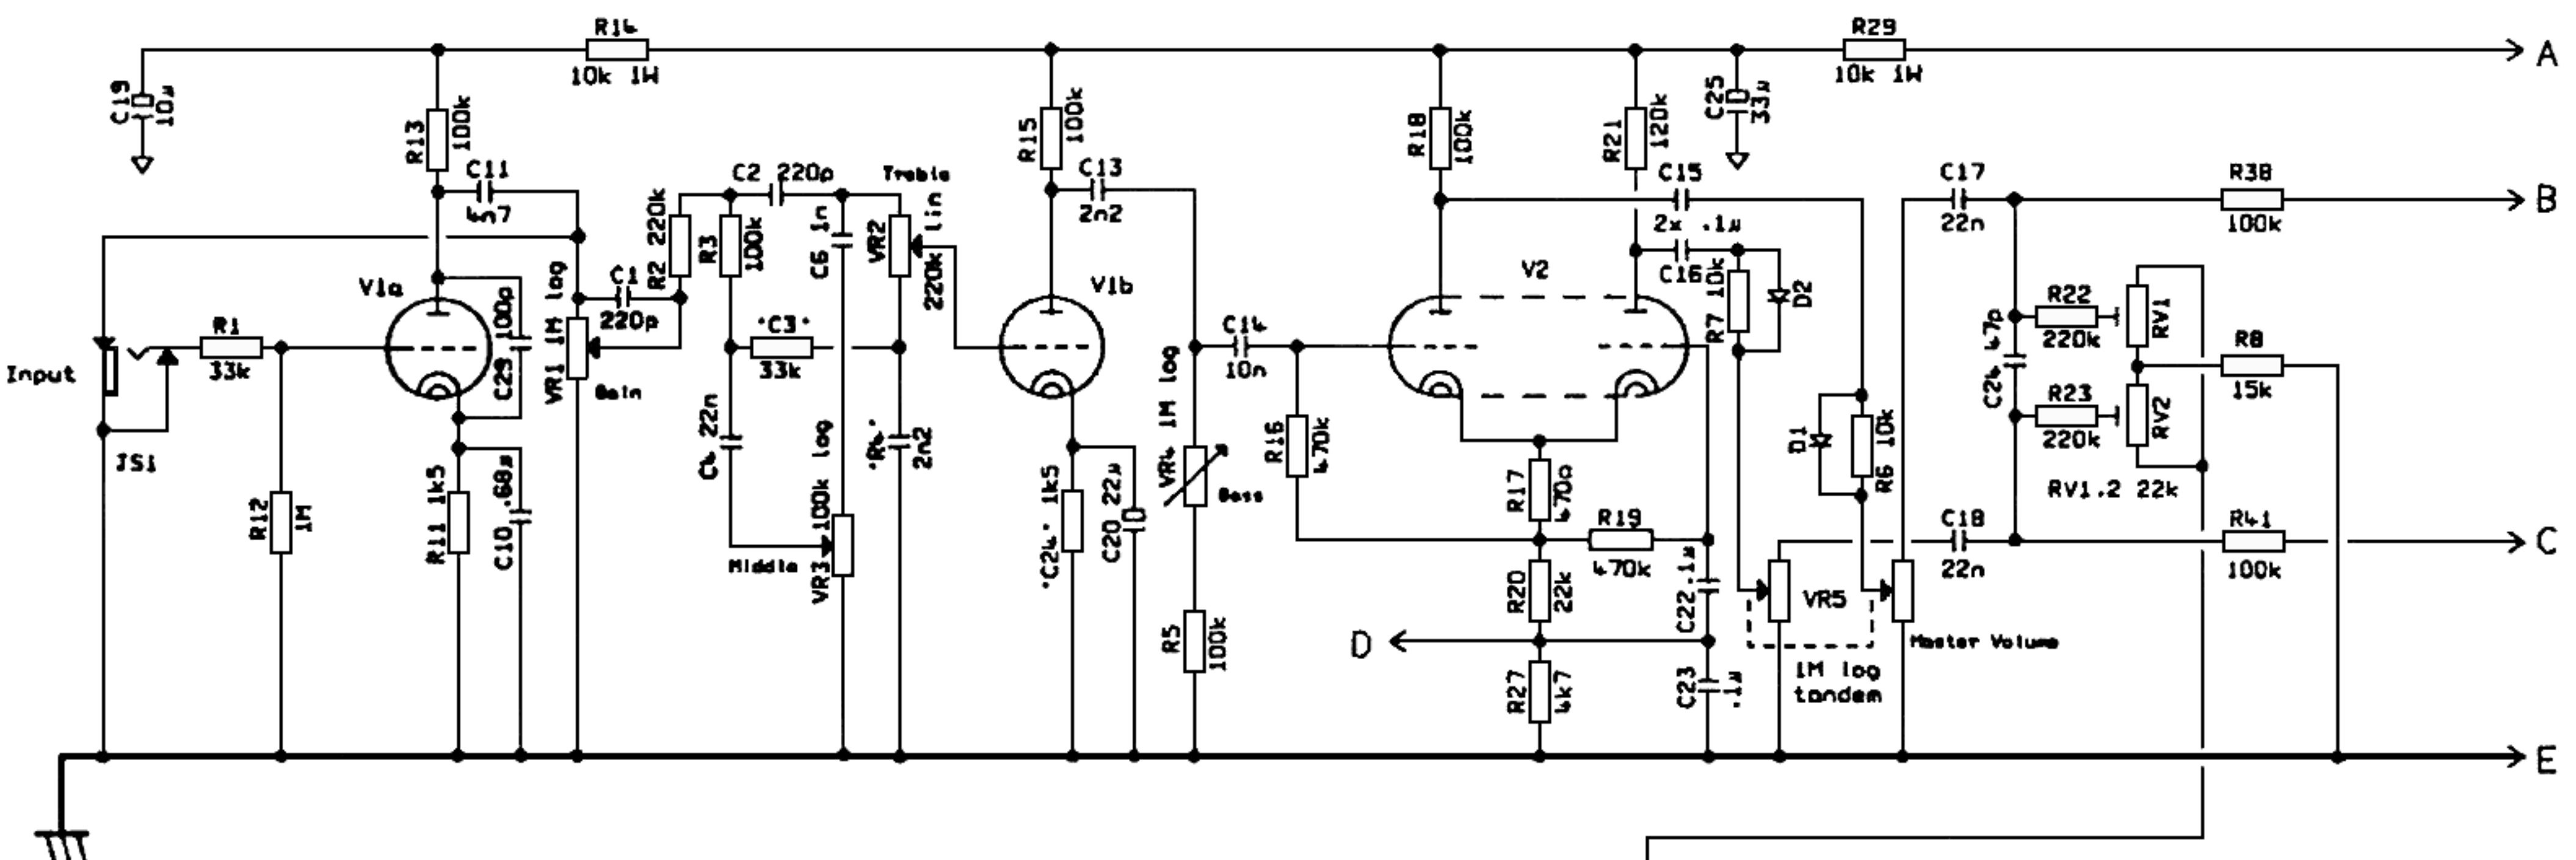 R14
10k 1W
R29
10k 1W
A
C19
10µ
R13
100k
R15
100k
R18
100k
R21
120k
C25
33µ
C11
4n7
C2 220p
Treble
C13
2n2
C15
2x .1µ
C16
C17
22n
R38
100k
B
R2 220k
R3
100k
C6 1n
VR2
220k lin
V1a
V1b
V2
R7 10k
D2
C29 100p
VR1 1M log
C1
220p
Gain
Input
JS1
R1
33k
"C3"
33k
C14
10n
R22
220k
RV1
C24 47p
R8
15k
R23
220k
RV2
RV1.2 22k
D1
R6 10k
R12
1M
R11 1k5
C10 .68µ
C4 22n
"R4"
2n2
Middle
VR3 100k log
"C24" 1k5
C20 22µ
VR4 1M log
Bass
R16
470k
R17
470Ω
R19
470k
R20
22k
C22 .1µ
C18
22n
R41
100k
C
R5
100k
D
R27
4k7
C23
.1µ
VR5
Master Volume
1M log
tandem
E